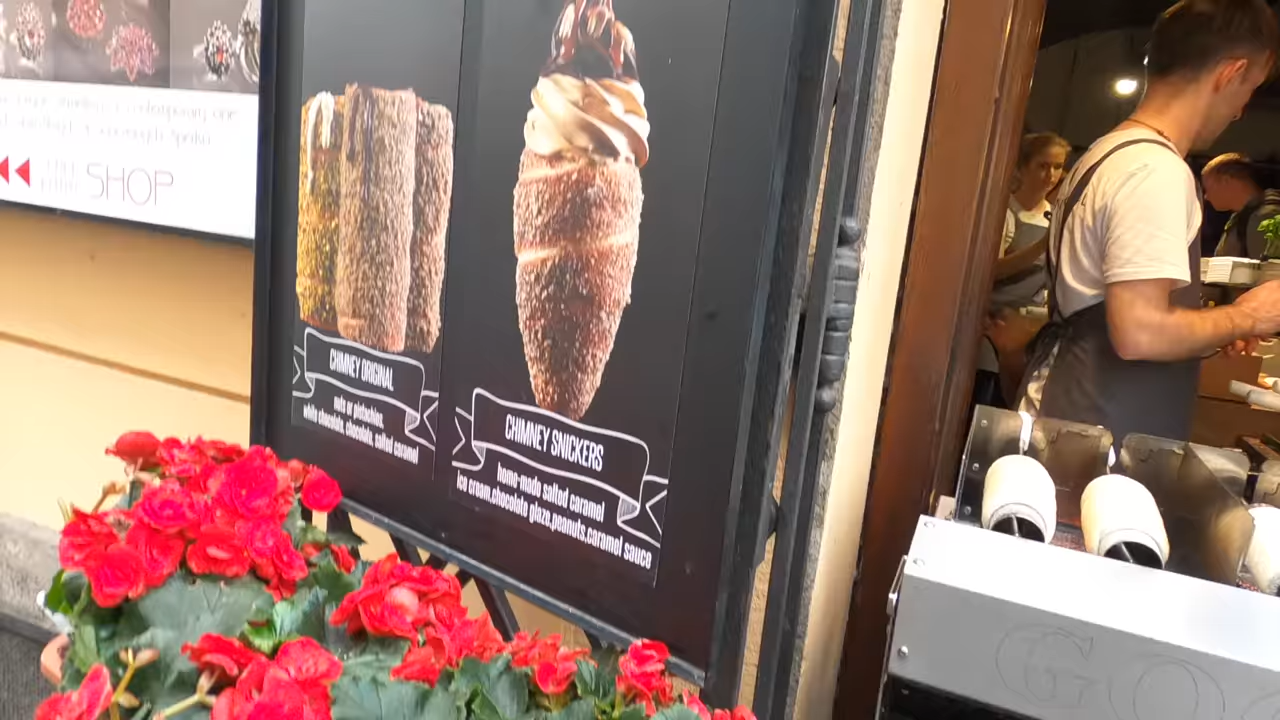 SHOP
CHIMNEY ORIGINAL
nuts or pistachios,
white chocolate, chocolate, salted caramel
CHIMNEY SNICKERS
home-made salted caramel
ice cream,chocolate glaze,peanuts,caramel sauce
GO